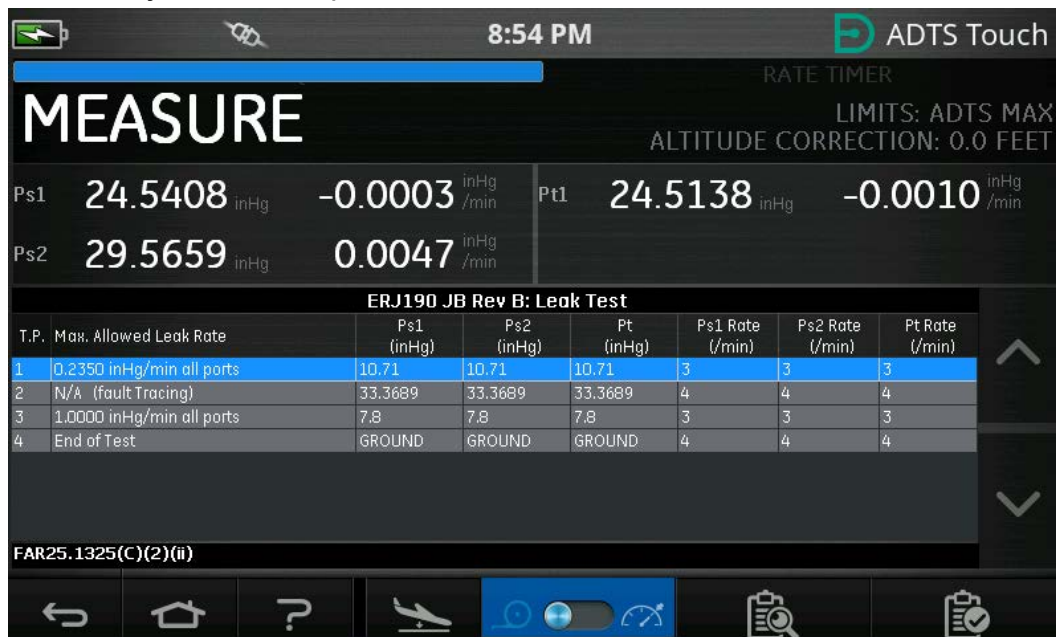 8:54 PM ADTS Touch
RATE TIMER
MEASURE
LIMITS: ADTS MAX
ALTITUDE CORRECTION: 0.0 FEET
Ps1 24.5408 inHg -0.0003 inHg/min Pt1 24.5138 inHg -0.0010 inHg/min
Ps2 29.5659 inHg 0.0047 inHg/min
ERJ190 JB Rev B: Leak Test
T.P. Max. Allowed Leak Rate Ps1 (inHg) Ps2 (inHg) Pt (inHg) Ps1 Rate (/min) Ps2 Rate (/min) Pt Rate (/min)
1 0.2350 inHg/min all ports 10.71 10.71 10.71 3 3 3
2 N/A (fault Tracing) 33.3689 33.3689 33.3689 4 4 4
3 1.0000 inHg/min all ports 7.8 7.8 7.8 3 3 3
4 End of Test GROUND GROUND GROUND 4 4 4
FAR25.1325(C)(2)(ii)
?